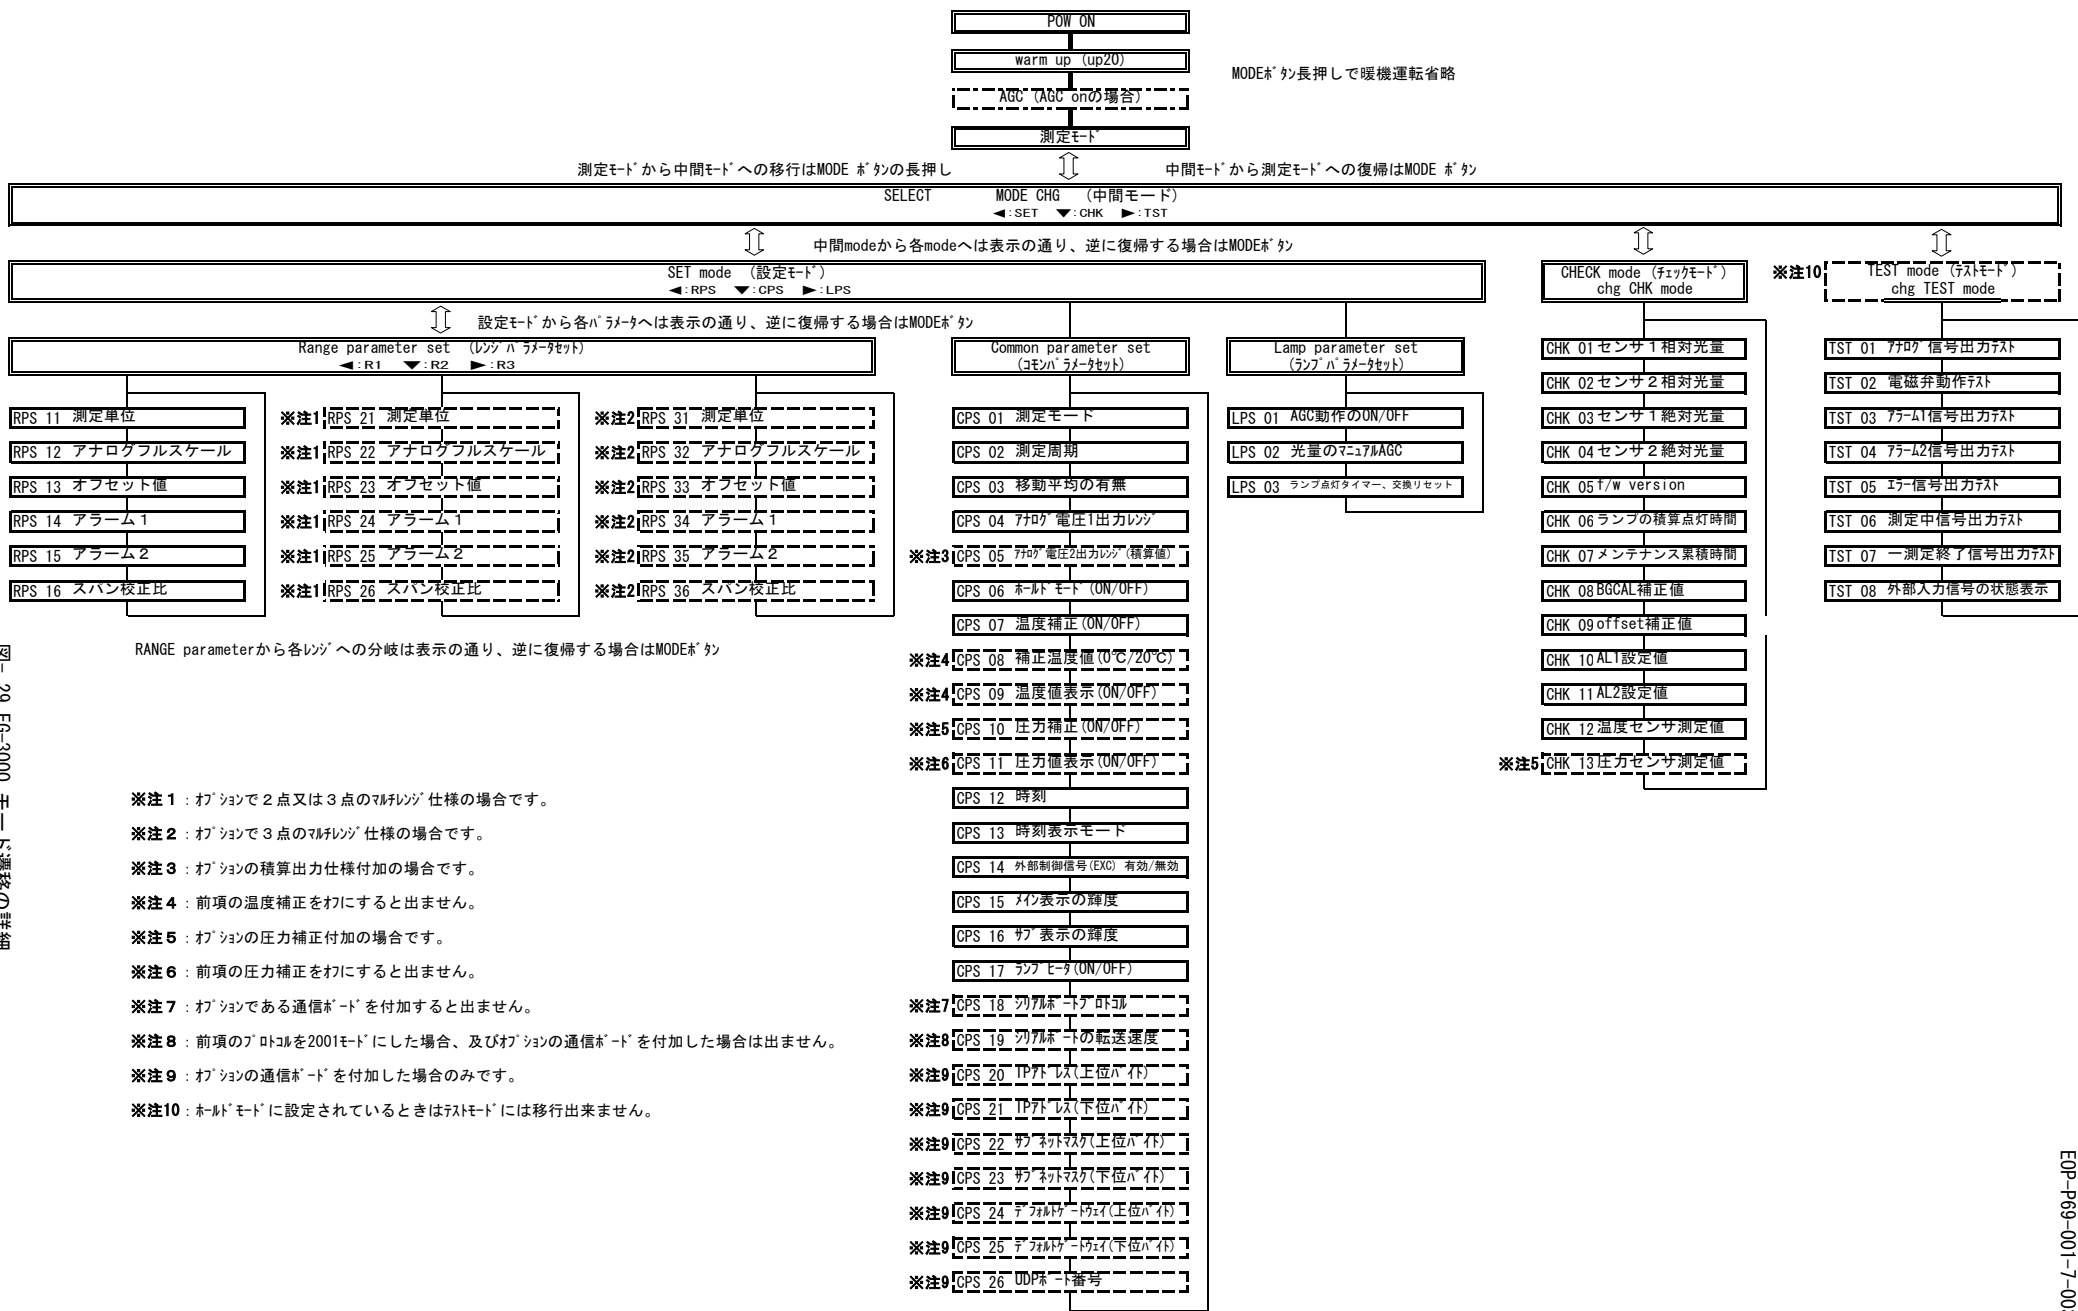 POW ON
warm up (up20)
MODEﾎﾞﾀﾝ長押しで暖機運転省略
AGC (AGC onの場合)
測定ﾓｰﾄﾞ
測定ﾓｰﾄﾞから中間ﾓｰﾄﾞへの移行はMODE ﾎﾞﾀﾝの長押し
中間ﾓｰﾄﾞから測定ﾓｰﾄﾞへの復帰はMODE ﾎﾞﾀﾝ
SELECT MODE CHG (中間モード)
◀:SET ▼:CHK ▶:TST
中間modeから各modeへは表示の通り、逆に復帰する場合はMODEﾎﾞﾀﾝ
SET mode (設定ﾓｰﾄﾞ)
◀:RPS ▼:CPS ▶:LPS
CHECK mode (ﾁｪｯｸﾓｰﾄﾞ)
chg CHK mode
※注10
TEST mode (ﾃｽﾄﾓｰﾄﾞ)
chg TEST mode
設定ﾓｰﾄﾞから各ﾊﾟﾗﾒｰﾀへは表示の通り、逆に復帰する場合はMODEﾎﾞﾀﾝ
Range parameter set (ﾚﾝｼﾞﾊﾟﾗﾒｰﾀｾｯﾄ)
◀:R1 ▼:R2 ▶:R3
Common parameter set
(ｺﾓﾝﾊﾟﾗﾒｰﾀｾｯﾄ)
Lamp parameter set
(ﾗﾝﾌﾟﾊﾟﾗﾒｰﾀｾｯﾄ)
RPS 11 測定単位
RPS 12 アナログフルスケール
RPS 13 オフセット値
RPS 14 アラーム１
RPS 15 アラーム２
RPS 16 スパン校正比
※注1 RPS 21 測定単位
※注1 RPS 22 アナログフルスケール
※注1 RPS 23 オフセット値
※注1 RPS 24 アラーム１
※注1 RPS 25 アラーム２
※注1 RPS 26 スパン校正比
※注2 RPS 31 測定単位
※注2 RPS 32 アナログフルスケール
※注2 RPS 33 オフセット値
※注2 RPS 34 アラーム１
※注2 RPS 35 アラーム２
※注2 RPS 36 スパン校正比
RANGE parameterから各ﾚﾝｼﾞへの分岐は表示の通り、逆に復帰する場合はMODEﾎﾞﾀﾝ
CPS 01 測定モード
CPS 02 測定周期
CPS 03 移動平均の有無
CPS 04 ｱﾅﾛｸﾞ電圧1出力ﾚﾝｼﾞ
※注3 CPS 05 ｱﾅﾛｸﾞ電圧2出力ﾚﾝｼﾞ(積算値)
CPS 06 ﾎｰﾙﾄﾞﾓｰﾄﾞ(ON/OFF)
CPS 07 温度補正(ON/OFF)
※注4 CPS 08 補正温度値(0℃/20℃)
※注4 CPS 09 温度値表示(ON/OFF)
※注5 CPS 10 圧力補正(ON/OFF)
※注6 CPS 11 圧力値表示(ON/OFF)
CPS 12 時刻
CPS 13 時刻表示モード
CPS 14 外部制御信号(EXC) 有効/無効
CPS 15 ﾒｲﾝ表示の輝度
CPS 16 ｻﾌﾞ表示の輝度
CPS 17 ﾗﾝﾌﾟﾋｰﾀ(ON/OFF)
※注7 CPS 18 ｼﾘｱﾙﾎﾟｰﾄﾌﾟﾛﾄｺﾙ
※注8 CPS 19 ｼﾘｱﾙﾎﾟｰﾄの転送速度
※注9 CPS 20 IPｱﾄﾞﾚｽ(上位ﾊﾞｲﾄ)
※注9 CPS 21 IPｱﾄﾞﾚｽ(下位ﾊﾞｲﾄ)
※注9 CPS 22 ｻﾌﾞﾈｯﾄﾏｽｸ(上位ﾊﾞｲﾄ)
※注9 CPS 23 ｻﾌﾞﾈｯﾄﾏｽｸ(下位ﾊﾞｲﾄ)
※注9 CPS 24 ﾃﾞﾌｫﾙﾄｹﾞｰﾄｳｪｲ(上位ﾊﾞｲﾄ)
※注9 CPS 25 ﾃﾞﾌｫﾙﾄｹﾞｰﾄｳｪｲ(下位ﾊﾞｲﾄ)
※注9 CPS 26 UDPﾎﾟｰﾄ番号
LPS 01 AGC動作のON/OFF
LPS 02 光量のﾏﾆｭｱﾙAGC
LPS 03 ランプ点灯タイマー、交換リセット
CHK 01 センサ１相対光量
CHK 02 センサ２相対光量
CHK 03 センサ１絶対光量
CHK 04 センサ２絶対光量
CHK 05 f/w version
CHK 06 ランプの積算点灯時間
CHK 07 メンテナンス累積時間
CHK 08 BGCAL補正値
CHK 09 offset補正値
CHK 10 AL1設定値
CHK 11 AL2設定値
CHK 12 温度センサ測定値
※注5 CHK 13 圧力センサ測定値
TST 01 ｱﾅﾛｸﾞ信号出力ﾃｽﾄ
TST 02 電磁弁動作ﾃｽﾄ
TST 03 ｱﾗｰﾑ1信号出力ﾃｽﾄ
TST 04 ｱﾗｰﾑ2信号出力ﾃｽﾄ
TST 05 ｴﾗｰ信号出力ﾃｽﾄ
TST 06 測定中信号出力ﾃｽﾄ
TST 07 一測定終了信号出力ﾃｽﾄ
TST 08 外部入力信号の状態表示
※注１：ｵﾌﾟｼｮﾝで２点又は３点のﾏﾙﾁﾚﾝｼﾞ仕様の場合です。
※注２：ｵﾌﾟｼｮﾝで３点のﾏﾙﾁﾚﾝｼﾞ仕様の場合です。
※注３：ｵﾌﾟｼｮﾝの積算出力仕様付加の場合です。
※注４：前項の温度補正をｵﾌにすると出ません。
※注５：ｵﾌﾟｼｮﾝの圧力補正付加の場合です。
※注６：前項の圧力補正をｵﾌにすると出ません。
※注７：ｵﾌﾟｼｮﾝである通信ﾎﾞｰﾄﾞを付加すると出ません。
※注８：前項のﾌﾟﾛﾄｺﾙを2001ﾓｰﾄﾞにした場合、及びｵﾌﾟｼｮﾝの通信ﾎﾞｰﾄﾞを付加した場合は出ません。
※注９：ｵﾌﾟｼｮﾝの通信ﾎﾞｰﾄﾞを付加した場合のみです。
※注10：ﾎｰﾙﾄﾞﾓｰﾄﾞに設定されているときはﾃｽﾄﾓｰﾄﾞには移行出来ません。
図- 29 EG-3000 モード遷移の詳細
EOP-P69-001-7-00